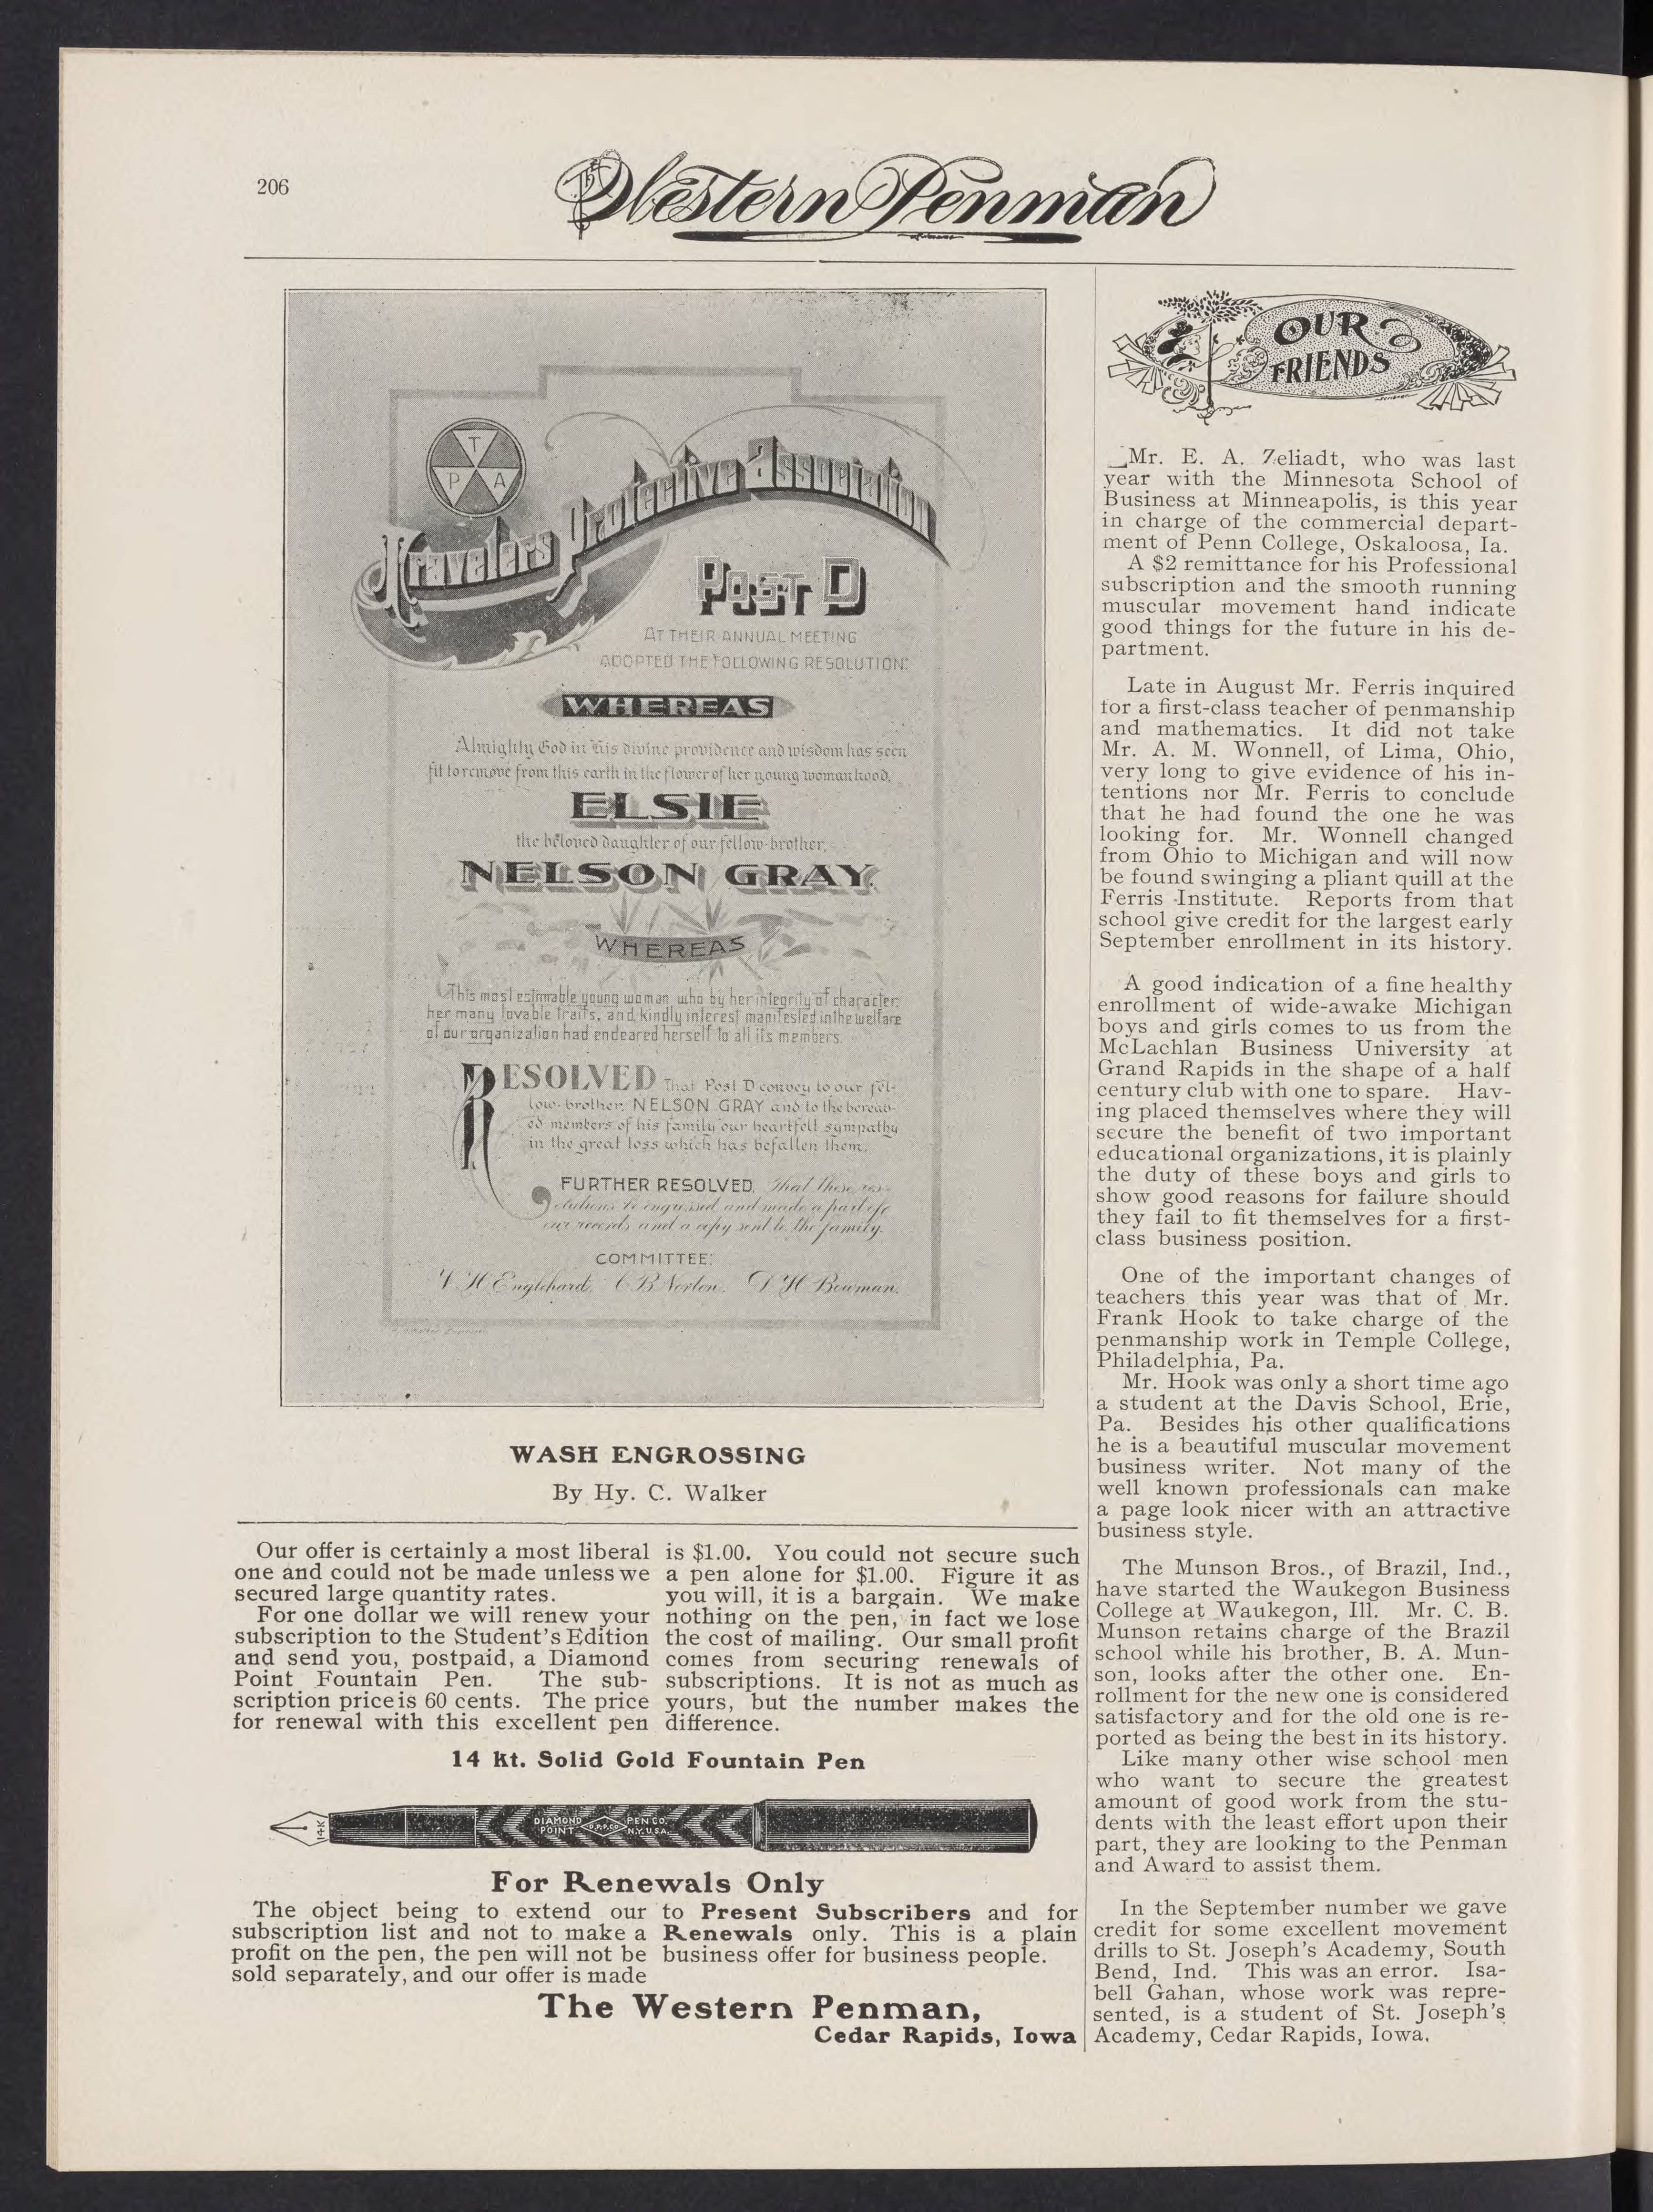 206
The Western Penman
T
P A
Travelers Protective Association
POST D
AT THEIR ANNUAL MEETING
ADOPTED THE FOLLOWING RESOLUTION:
WHEREAS
Almighty God in His divine providence and wisdom has seen
fit to remove from this earth in the flower of her young womanhood,
ELSIE
the beloved daughter of our fellow-brother,
NELSON GRAY.
WHEREAS
This most estimable young woman who by her integrity of character,
her many lovable traits, and kindly interest manifested in the welfare
of our organization had endeared herself to all its members.
RESOLVED That Post D convey to our fel-
low-brother, NELSON GRAY and to the bereav-
ed members of his family our heartfelt sympathy
in the great loss which has befallen them.
FURTHER RESOLVED, That these res-
olutions be engrossed and made a part of
our records and a copy sent to the family.
COMMITTEE:
H Englehard, C B Norton, H Bowman.
WASH ENGROSSING
By Hy. C. Walker
Our offer is certainly a most liberal
one and could not be made unless we
secured large quantity rates.
For one dollar we will renew your
subscription to the Student's Edition
and send you, postpaid, a Diamond
Point Fountain Pen. The sub-
scription price is 60 cents. The price
for renewal with this excellent pen
is $1.00. You could not secure such
a pen alone for $1.00. Figure it as
you will, it is a bargain. We make
nothing on the pen, in fact we lose
the cost of mailing. Our small profit
comes from securing renewals of
subscriptions. It is not as much as
yours, but the number makes the
difference.
14 kt. Solid Gold Fountain Pen
14K
DIAMOND POINT D.P.P.CO PEN CO. N.Y.U.S.A.
For Renewals Only
The object being to extend our
subscription list and not to make a
profit on the pen, the pen will not be
sold separately, and our offer is made
to Present Subscribers and for
Renewals only. This is a plain
business offer for business people.
The Western Penman,
Cedar Rapids, Iowa
OUR
FRIENDS
Mr. E. A. Zeliadt, who was last
year with the Minnesota School of
Business at Minneapolis, is this year
in charge of the commercial depart-
ment of Penn College, Oskaloosa, Ia.
A $2 remittance for his Professional
subscription and the smooth running
muscular movement hand indicate
good things for the future in his de-
partment.
Late in August Mr. Ferris inquired
for a first-class teacher of penmanship
and mathematics. It did not take
Mr. A. M. Wonnell, of Lima, Ohio,
very long to give evidence of his in-
tentions nor Mr. Ferris to conclude
that he had found the one he was
looking for. Mr. Wonnell changed
from Ohio to Michigan and will now
be found swinging a pliant quill at the
Ferris Institute. Reports from that
school give credit for the largest early
September enrollment in its history.
A good indication of a fine healthy
enrollment of wide-awake Michigan
boys and girls comes to us from the
McLachlan Business University at
Grand Rapids in the shape of a half
century club with one to spare. Hav-
ing placed themselves where they will
secure the benefit of two important
educational organizations, it is plainly
the duty of these boys and girls to
show good reasons for failure should
they fail to fit themselves for a first-
class business position.
One of the important changes of
teachers this year was that of Mr.
Frank Hook to take charge of the
penmanship work in Temple College,
Philadelphia, Pa.
Mr. Hook was only a short time ago
a student at the Davis School, Erie,
Pa. Besides his other qualifications
he is a beautiful muscular movement
business writer. Not many of the
well known professionals can make
a page look nicer with an attractive
business style.
The Munson Bros., of Brazil, Ind.,
have started the Waukegon Business
College at Waukegon, Ill. Mr. C. B.
Munson retains charge of the Brazil
school while his brother, B. A. Mun-
son, looks after the other one. En-
rollment for the new one is considered
satisfactory and for the old one is re-
ported as being the best in its history.
Like many other wise school men
who want to secure the greatest
amount of good work from the stu-
dents with the least effort upon their
part, they are looking to the Penman
and Award to assist them.
In the September number we gave
credit for some excellent movement
drills to St. Joseph's Academy, South
Bend, Ind. This was an error. Isa-
bell Gahan, whose work was repre-
sented, is a student of St. Joseph's
Academy, Cedar Rapids, Iowa.